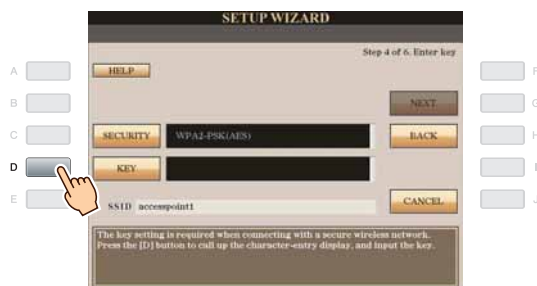 SETUP WIZARD
Step 4 of 6. Enter key
A
HELP
F
B
NEXT
G
C
SECURITY WPA2-PSK(AES)
BACK
H
D
KEY
I
E
SSID accesspoint1
CANCEL
J
The key setting is required when connecting with a secure wireless network.
Press the [D] button to call up the character-entry display, and input the key.